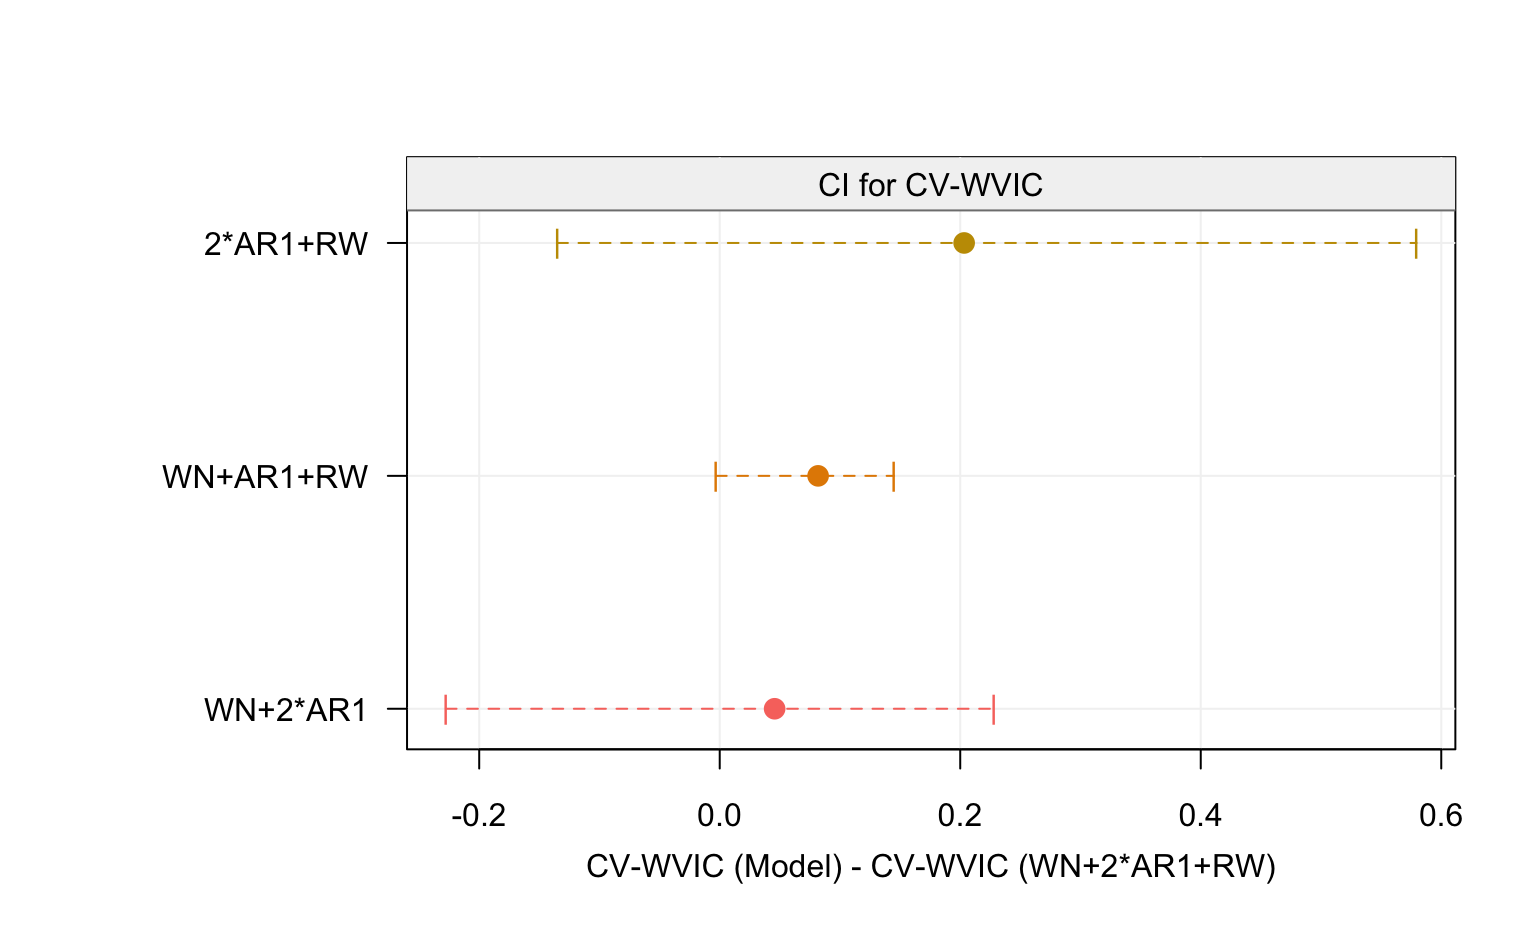 CI for CV-WVIC
2*AR1+RW
WN+AR1+RW
WN+2*AR1
-0.2 0.0 0.2 0.4 0.6
CV-WVIC (Model) - CV-WVIC (WN+2*AR1+RW)